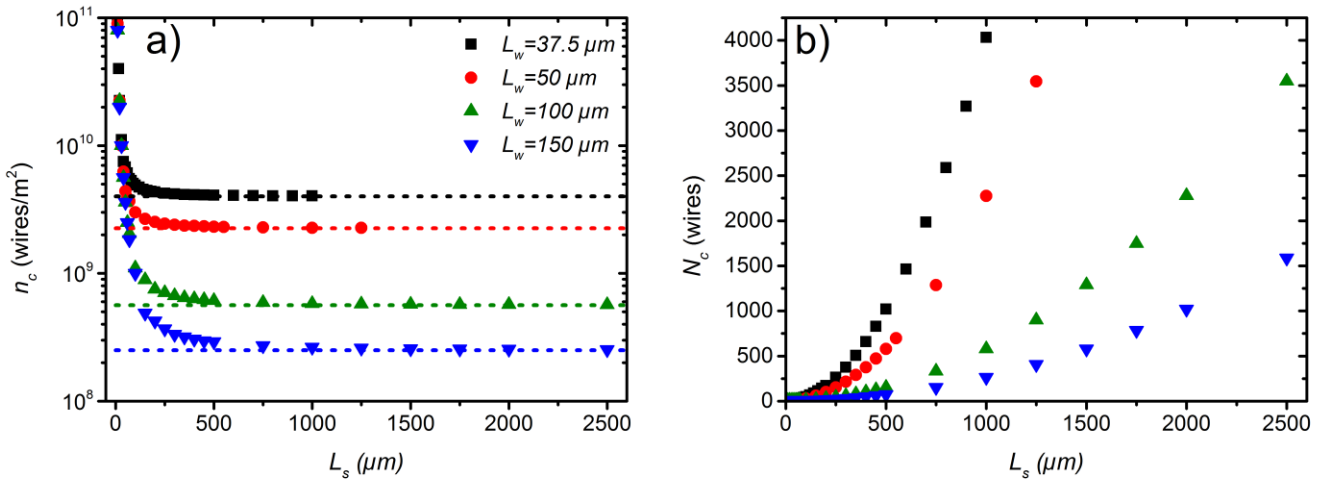 a)
L_w=37.5 μm
L_w=50 μm
L_w=100 μm
L_w=150 μm
10^11
10^10
10^9
10^8
n_c (wires/m^2)
0 500 1000 1500 2000 2500
L_s (μm)
b)
4000
3500
3000
2500
2000
1500
1000
500
0
N_c (wires)
0 500 1000 1500 2000 2500
L_s (μm)